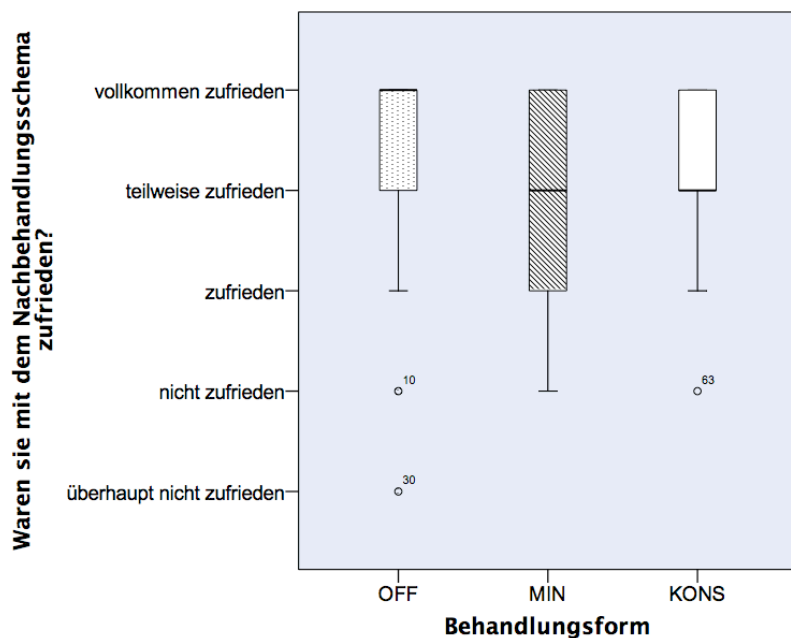 Waren sie mit dem Nachbehandlungsschema
zufrieden?
vollkommen zufrieden
teilweise zufrieden
zufrieden
nicht zufrieden
überhaupt nicht zufrieden
10
30
63
OFF
MIN
KONS
Behandlungsform